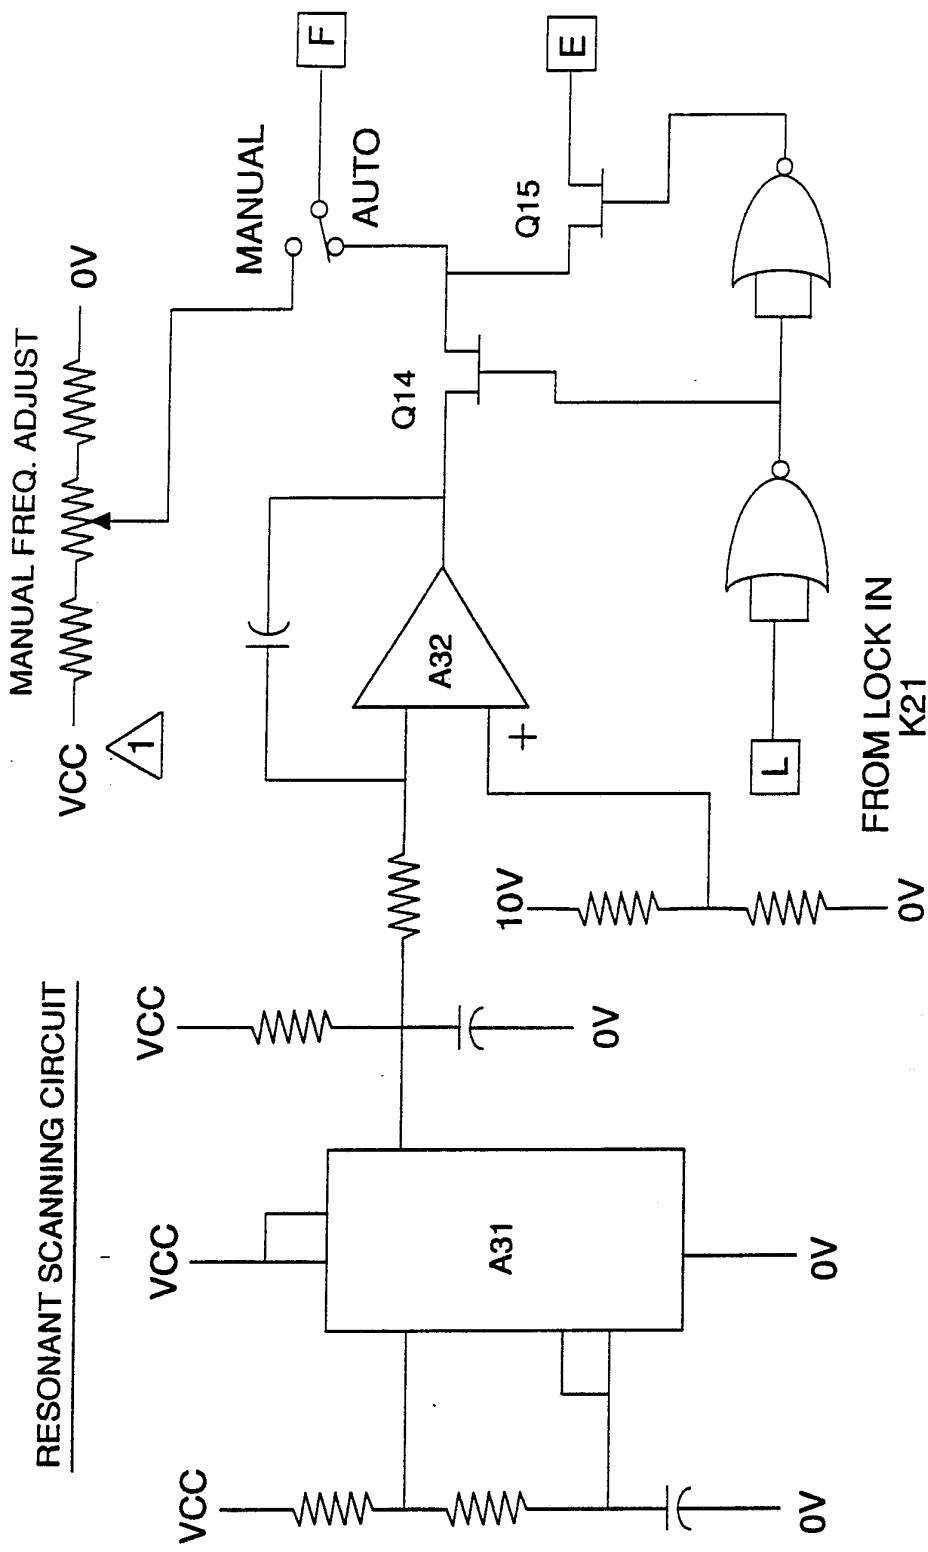 RESONANT SCANNING CIRCUIT
MANUAL FREQ. ADJUST
VCC
0V
1
MANUAL
F
AUTO
VCC
VCC
VCC
A31
0V
0V
0V
10V
0V
+
A32
Q14
Q15
E
L
FROM LOCK IN
K21